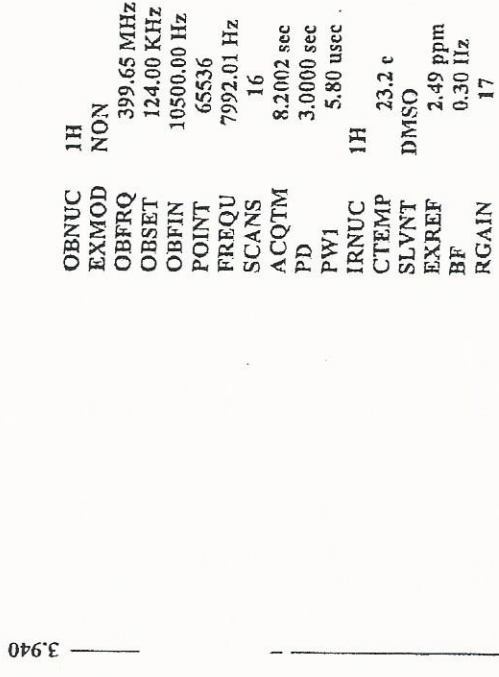 OBNUC 1H
EXMOD NON
OBFRQ 399.65 MHz
OBSET 124.00 KHz
OBFIN 10500.00 Hz
POINT 65536
FREQU 7992.01 Hz
SCANS 16
ACQTM 8.2002 sec
PD 3.0000 sec
PW1 5.80 usec
IRNUC 1H
CTEMP 23.2 c
SLVNT DMSO
EXREF 2.49 ppm
BF 0.30 Hz
RGAIN 17
3.940